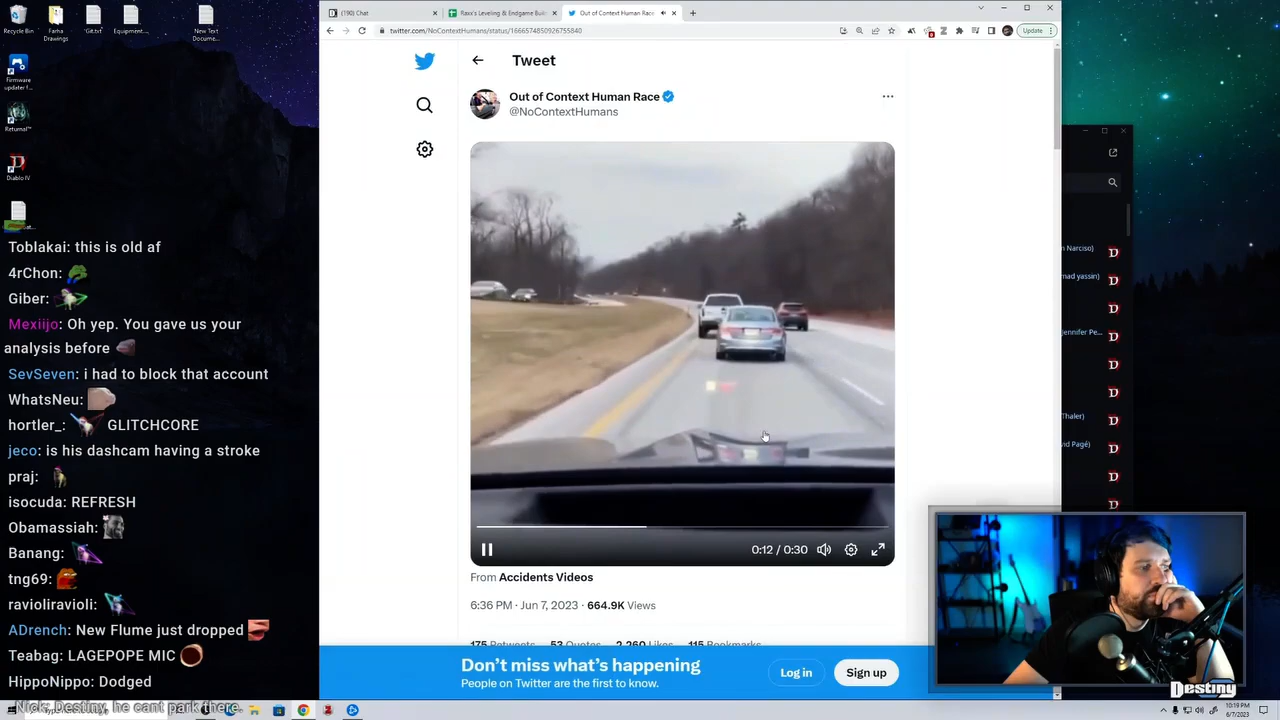 Recycle Bin
Farha Drawings
"Git.txt"
Equipment...
New Text Docume...
Firmware updater f...
Returnal™
Diablo IV
Toblakai: this is old af
4rChon:
Giber:
Mexiijo: Oh yep. You gave us your
analysis before
SevSeven: i had to block that account
WhatsNeu:
hortler_: GLITCHCORE
jeco: is his dashcam having a stroke
praj:
isocuda: REFRESH
Obamassiah:
Banang:
tng69:
ravioliravioli:
ADrench: New Flume just dropped
Teabag: LAGEPOPE MIC
HippoNippo: Dodged
Nick: Destiny, he cant park there.
(190) Chat
Raxx's Leveling & Endgame Buil
Out of Context Human Race
twitter.com/NoContextHumans/status/1666574850926755840
Update
Tweet
Out of Context Human Race
@NoContextHumans
0:12 / 0:30
From Accidents Videos
6:36 PM · Jun 7, 2023 · 664.9K Views
175 Retweets 53 Quotes 2,260 Likes 115 Bookmarks
Don't miss what's happening
People on Twitter are the first to know.
Log in
Sign up
n Narciso)
mad yassin)
Jennifer Pe...
Thaler)
vid Pagé)
Destiny
10:19 PM
6/7/2023